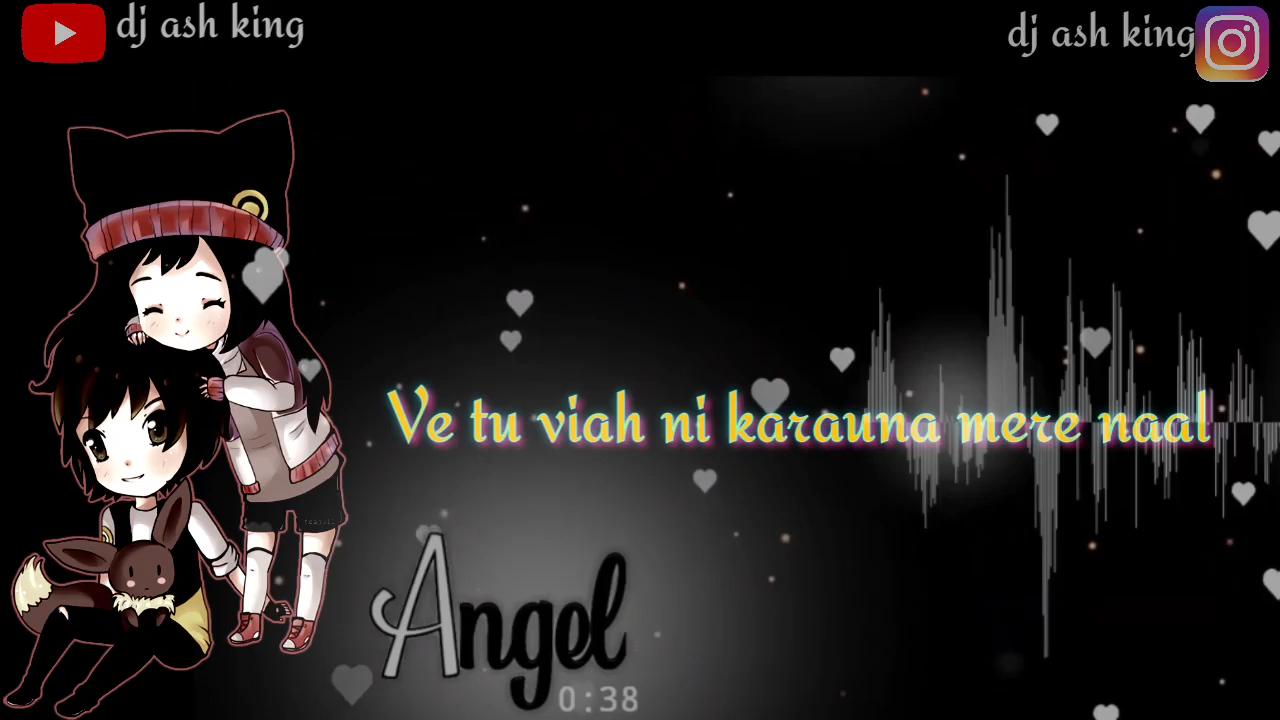 dj ash king
dj ash king
Ve tu viah ni karauna mere naal
Angel
0:38